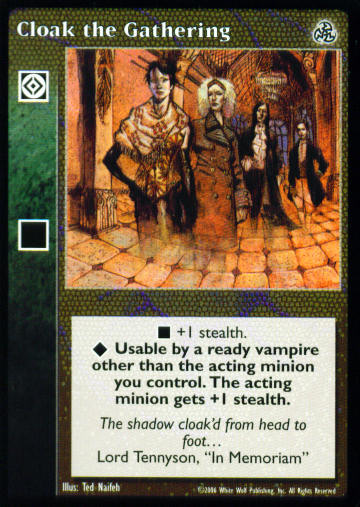 Cloak the Gathering
+1 stealth.
Usable by a ready vampire
other than the acting minion
you control. The acting
minion gets +1 stealth.
The shadow cloak'd from head to
foot…
Lord Tennyson, "In Memoriam"
Illus: Ted Naifeh
©2006 White Wolf Publishing, Inc. All Rights Reserved